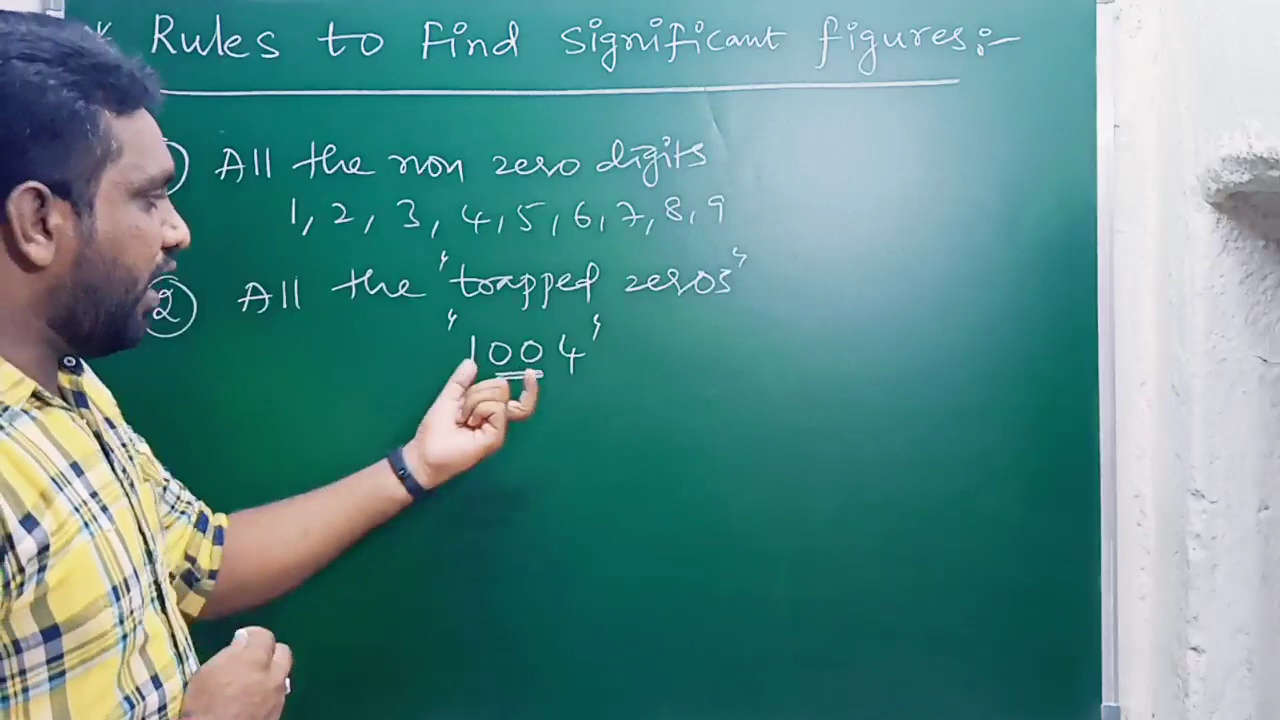 * Rules to find significant figures:-
① All the non zero digits
1, 2, 3, 4, 5, 6, 7, 8, 9
② All the "trapped zeros"
"1004"